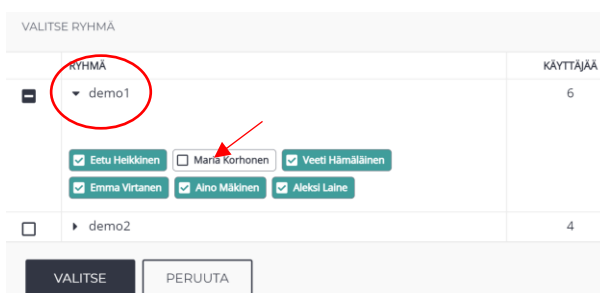 VALITSE RYHMÄ
RYHMÄ KÄYTTÄJÄÄ
demo1 6
Eetu Heikkinen Maria Korhonen Veeti Hämäläinen
Emma Virtanen Aino Mäkinen Aleksi Laine
demo2 4
VALITSE PERUUTA